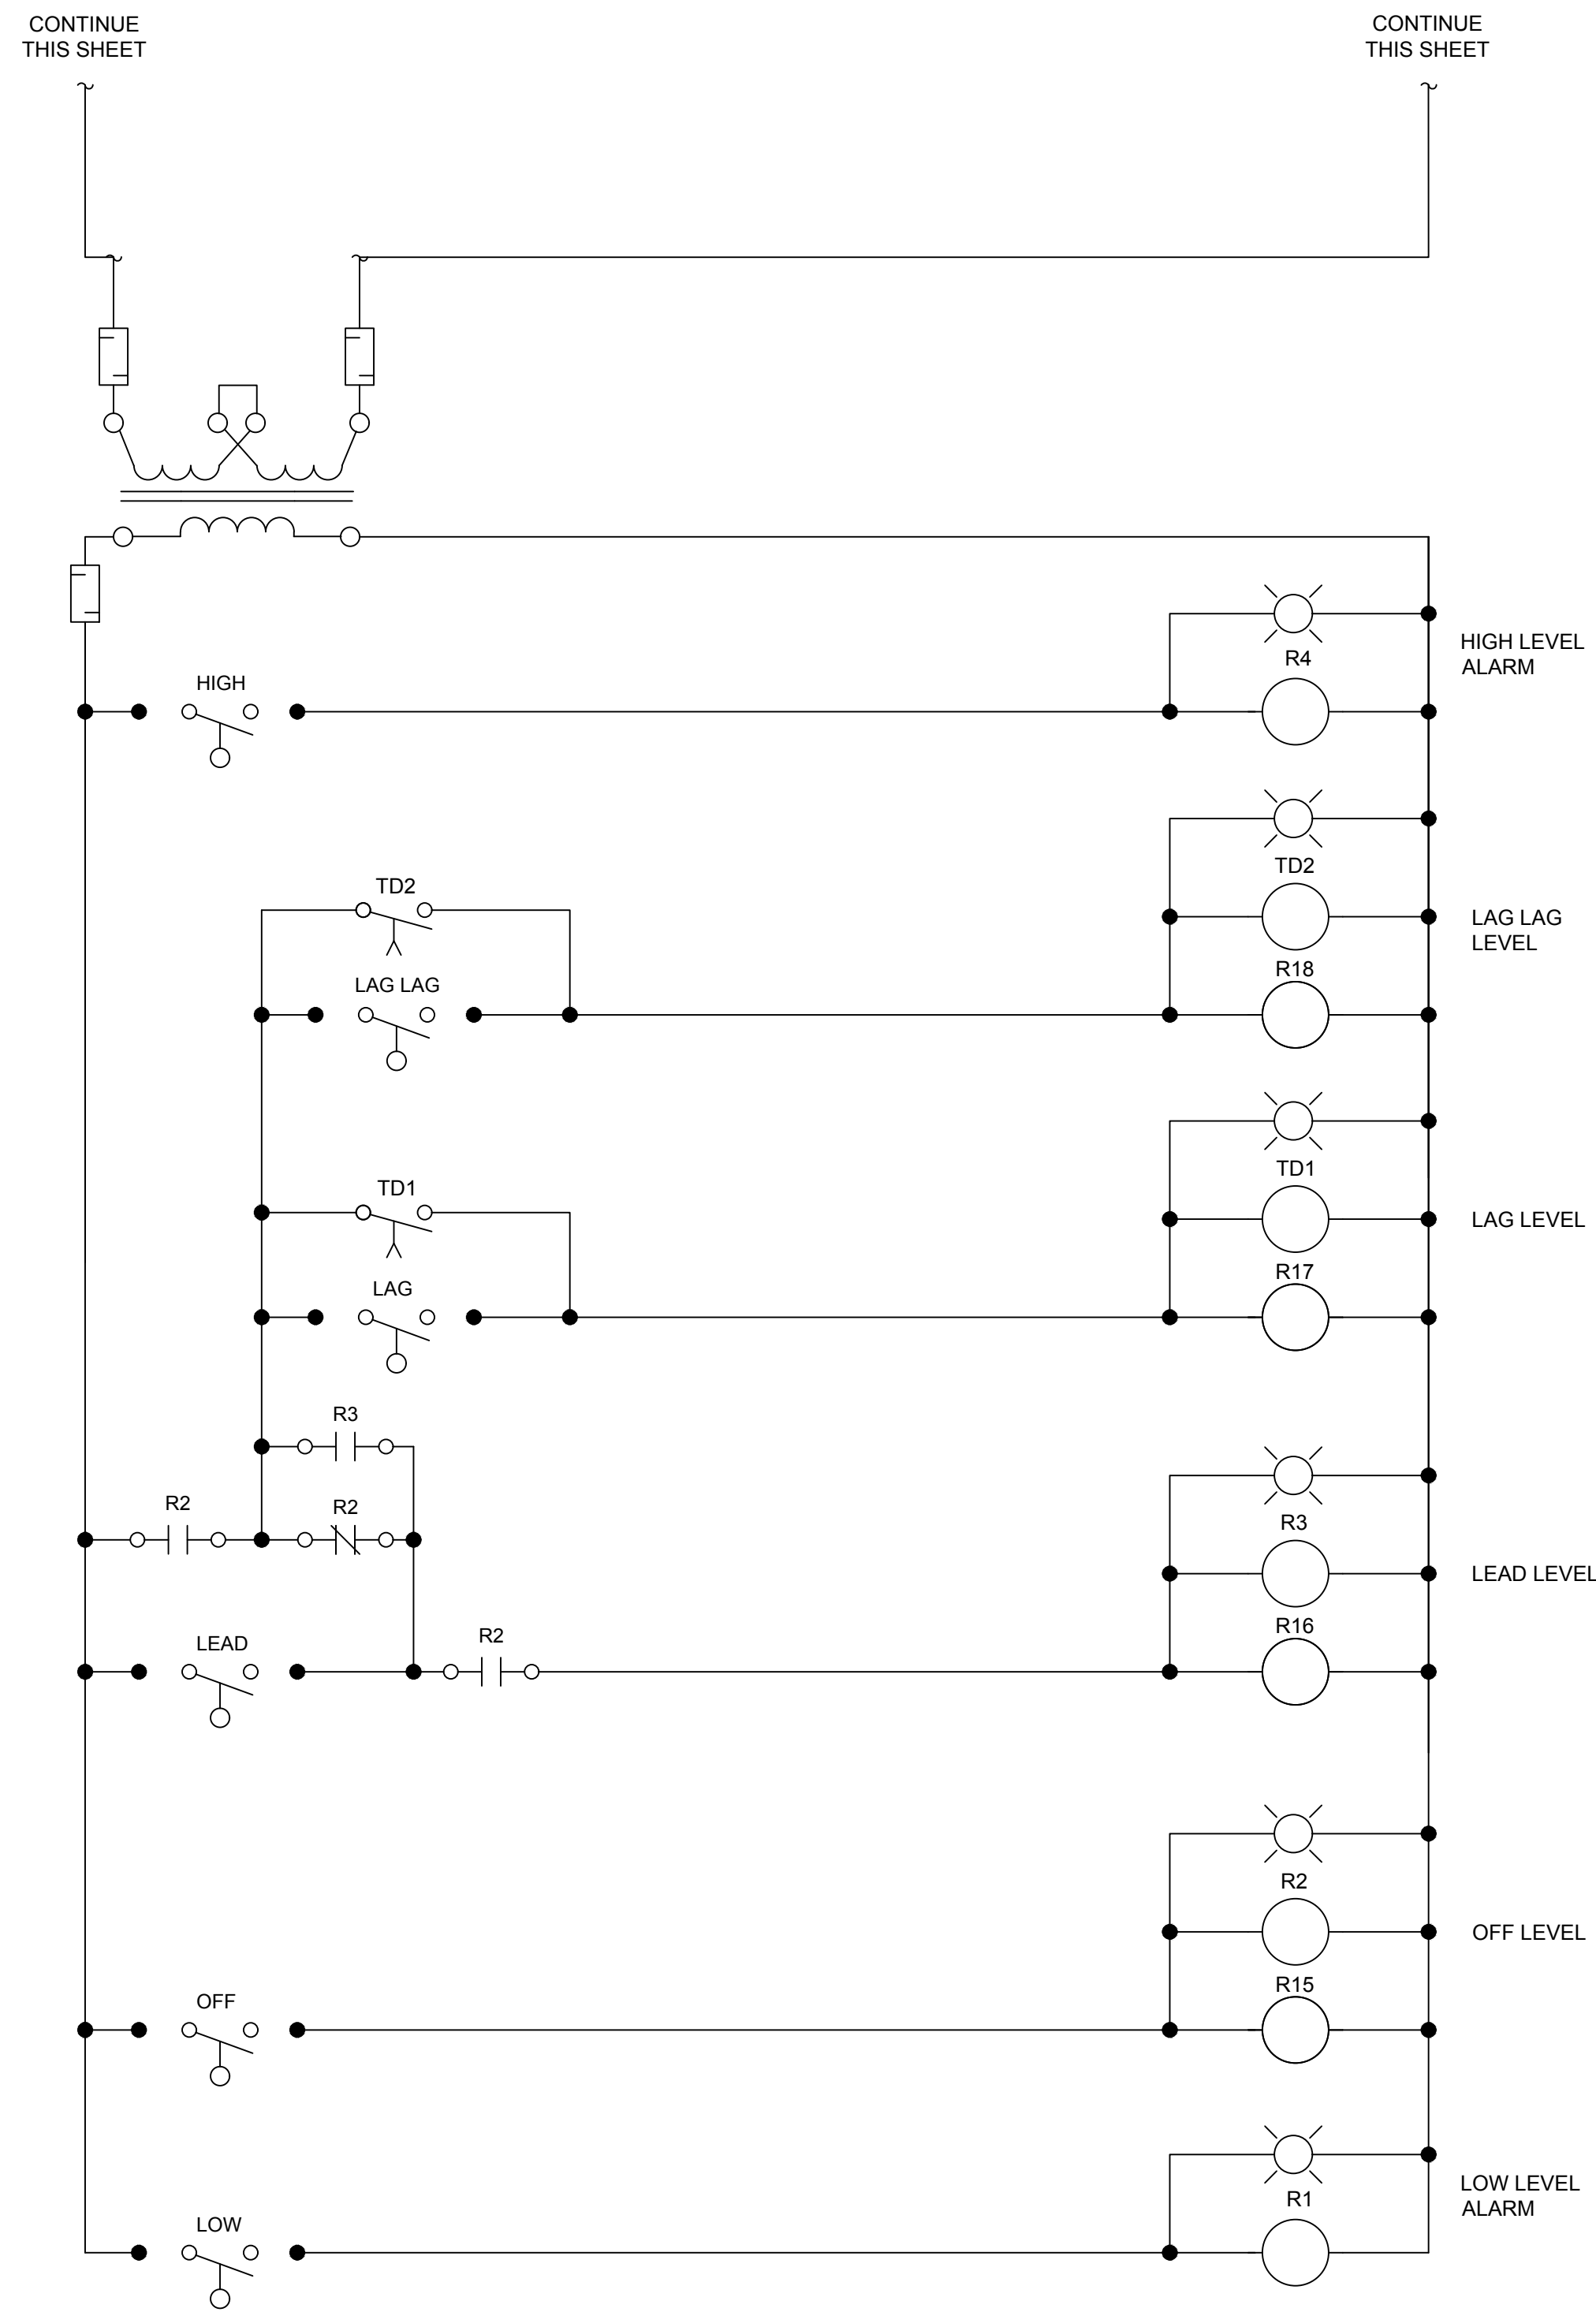 CONTINUE
THIS SHEET
CONTINUE
THIS SHEET
HIGH LEVEL
ALARM
R4
HIGH
TD2
LAG LAG
LEVEL
TD2
R18
LAG LAG
TD1
LAG LEVEL
TD1
R17
LAG
R3
R2
R2
R3
LEAD LEVEL
R16
LEAD
R2
R2
OFF LEVEL
R15
OFF
LOW LEVEL
ALARM
R1
LOW